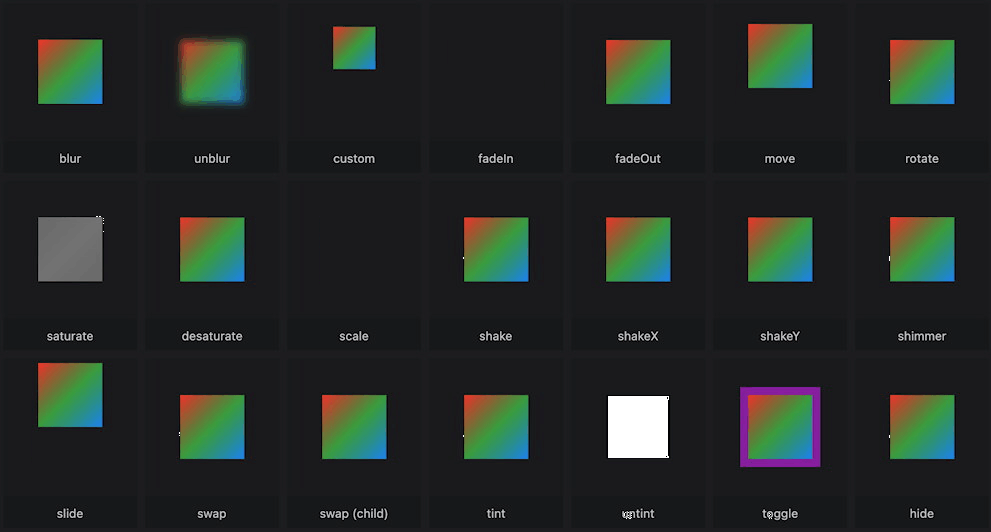 blur
unblur
custom
fadeIn
fadeOut
move
rotate
saturate
desaturate
scale
shake
shakeX
shakeY
shimmer
slide
swap
swap (child)
tint
untint
toggle
hide